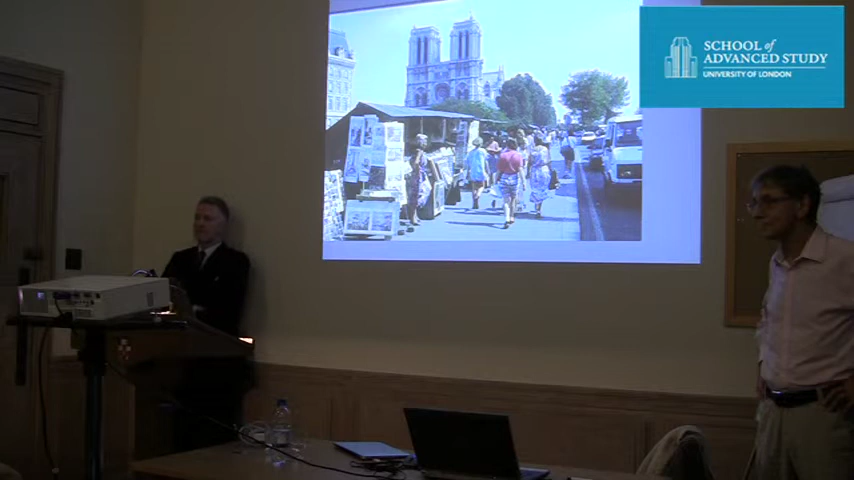 SCHOOL of
ADVANCED STUDY
UNIVERSITY OF LONDON